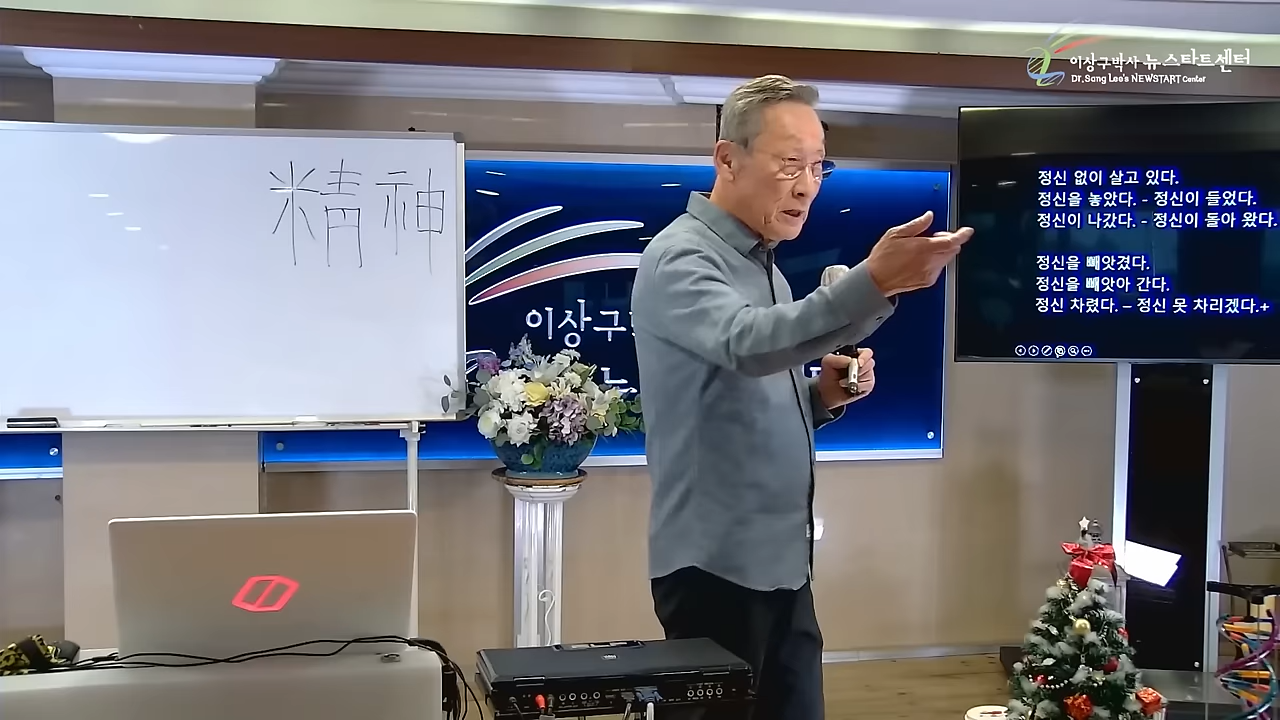 이상구박사 뉴스타트센터
Dr.Sang Lee's NEWSTART Center
精神
정신 없이 살고 있다.
정신을 놓았다. - 정신이 들었다.
정신이 나갔다. - 정신이 돌아 왔다.
정신을 빼앗겼다.
정신을 빼앗아 간다.
정신 차렸다. – 정신 못 차리겠다.+
이상구
뉴